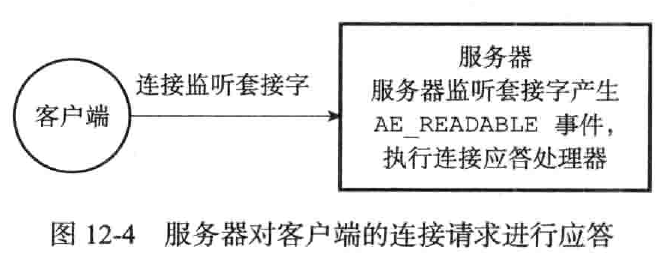 客户端
连接监听套接字
服务器
服务器监听套接字产生
AE_READABLE 事件，
执行连接应答处理器
图 12-4 服务器对客户端的连接请求进行应答